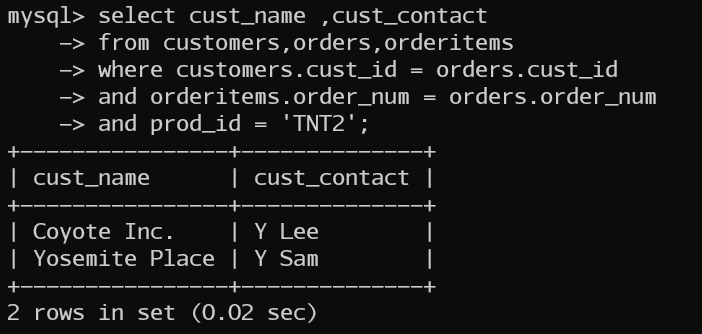 mysql> select cust_name ,cust_contact
    -> from customers,orders,orderitems
    -> where customers.cust_id = orders.cust_id
    -> and orderitems.order_num = orders.order_num
    -> and prod_id = 'TNT2';
+----------------+--------------+
| cust_name      | cust_contact |
+----------------+--------------+
| Coyote Inc.    | Y Lee        |
| Yosemite Place | Y Sam        |
+----------------+--------------+
2 rows in set (0.02 sec)